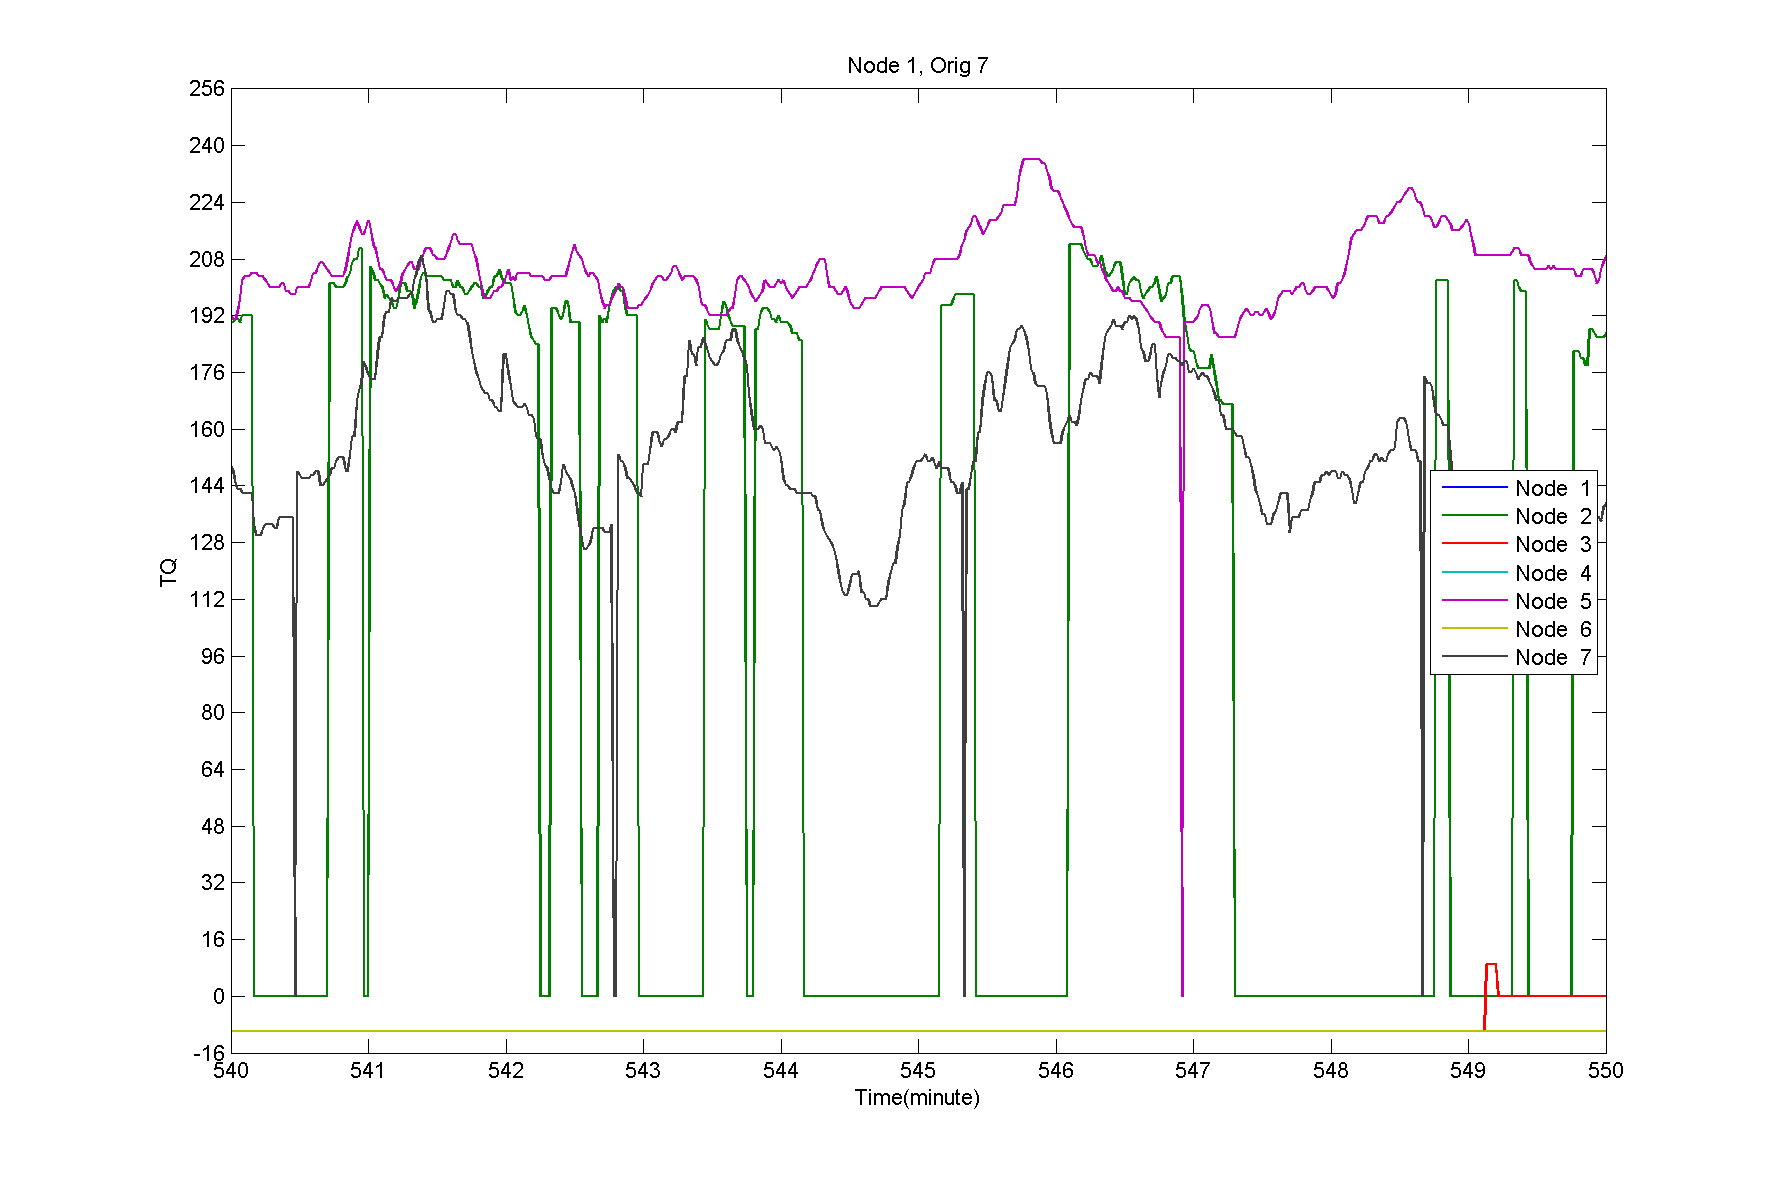 Node 1, Orig 7
256
240
224
208
192
176
160
144
128
112
96
80
64
48
32
16
0
-16
TQ
Node 1
Node 2
Node 3
Node 4
Node 5
Node 6
Node 7
540 541 542 543 544 545 546 547 548 549 550
Time(minute)